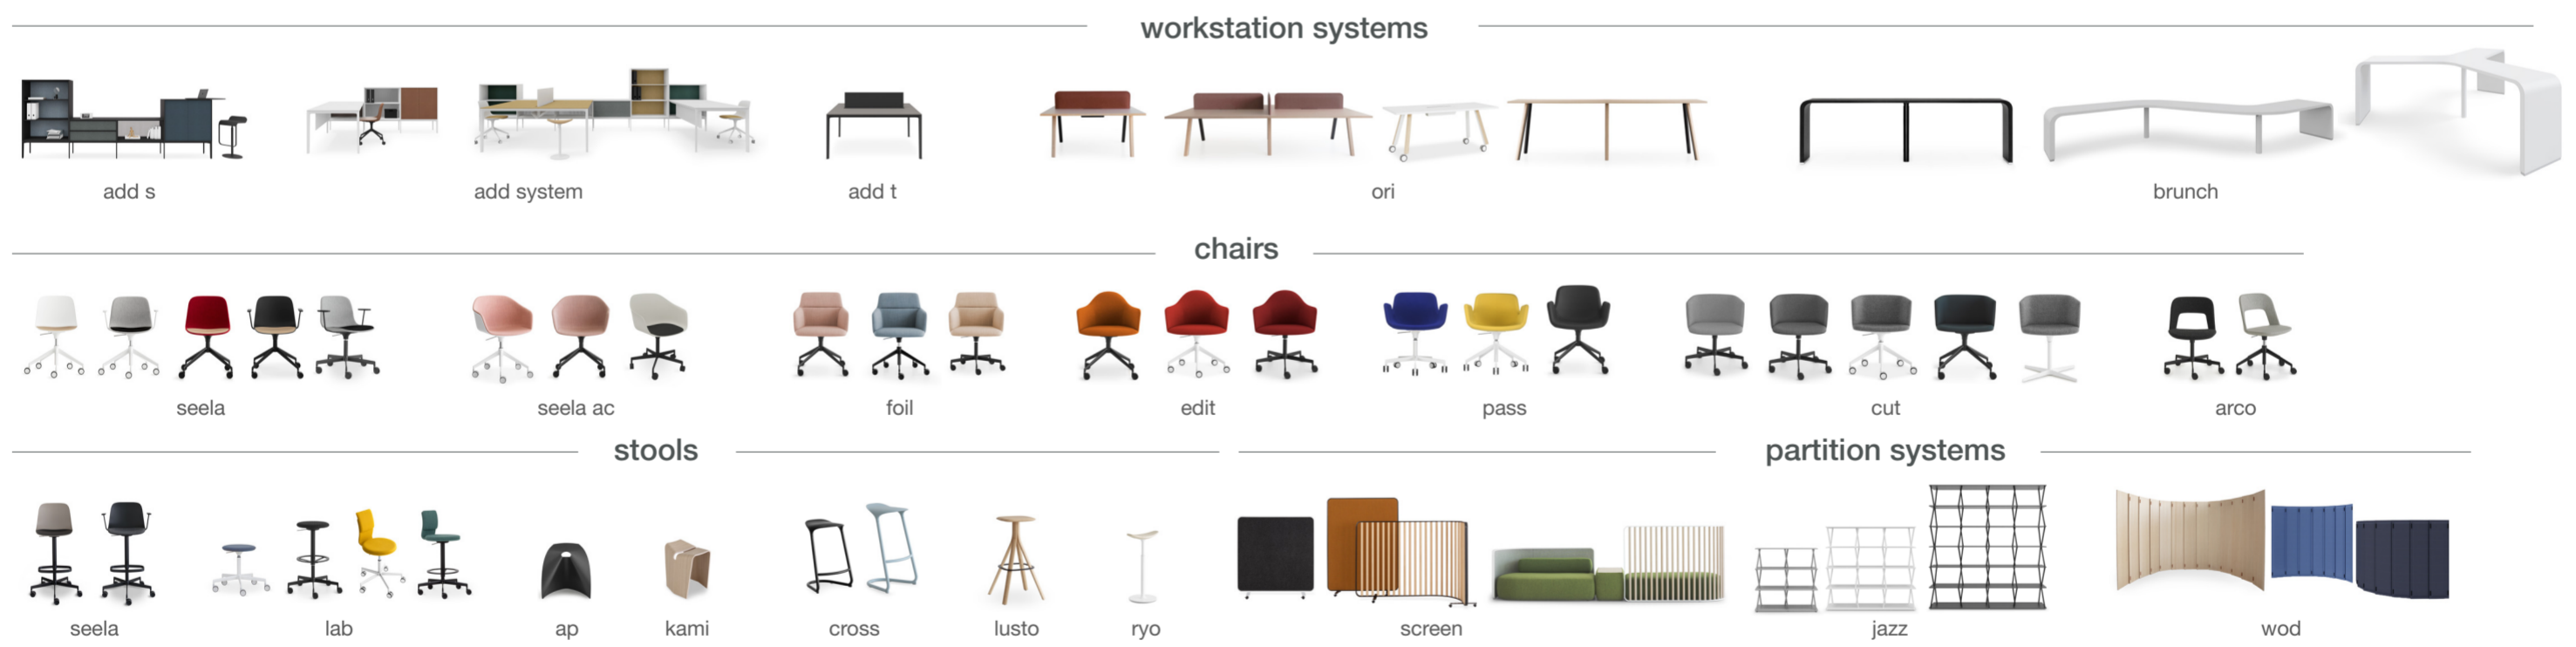 workstation systems
add s
add system
add t
ori
brunch
chairs
seela
seela ac
foil
edit
pass
cut
arco
stools
partition systems
seela
lab
ap
kami
cross
lusto
ryo
screen
jazz
wod